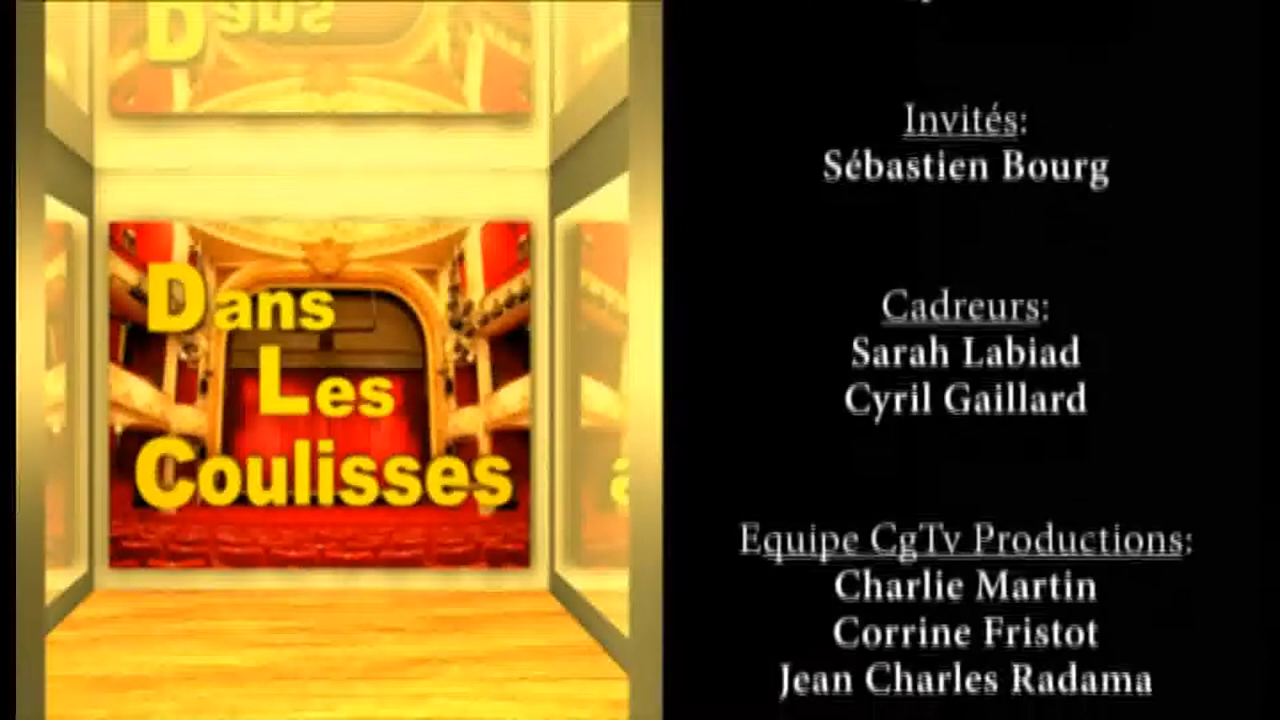 Dans
Dans
Les
Coulisses
Invités:
Sébastien Bourg
Cadreurs:
Sarah Labiad
Cyril Gaillard
Equipe CgTv Productions:
Charlie Martin
Corrine Fristot
Jean Charles Radama